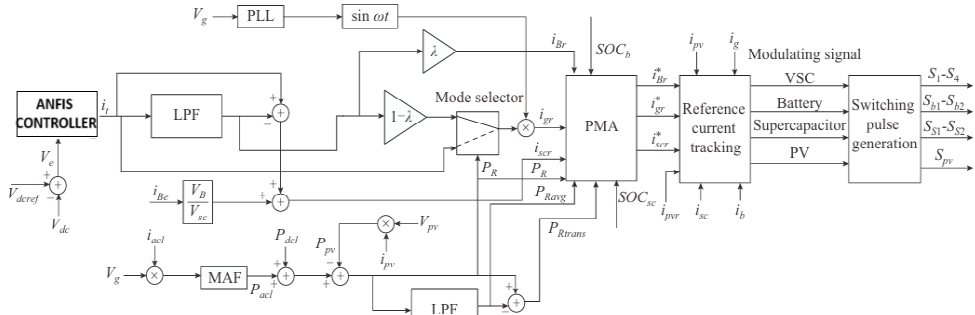 V_g
PLL
sin ωt
i_Br
SOC_b
λ
i_pv
i_g
Modulating signal
ANFIS
CONTROLLER
i_t
LPF
1-λ
Mode selector
i_gr
PMA
i*_Br
i*_gr
i*_scr
Reference
current
tracking
VSC
Battery
Supercapacitor
PV
Switching
pulse
generation
S_1-S_4
S_b1-S_b2
S_S1-S_S2
S_pv
V_e
V_dcref
V_dc
i_Be
V_B
V_sc
i_scr
P_R
P_R
P_Ravg
P_Rtrans
SOC_sc
i_pvr
i_sc
i_b
i_acl
P_dcl
P_pv
V_pv
i_pv
V_g
MAF
P_acl
LPF